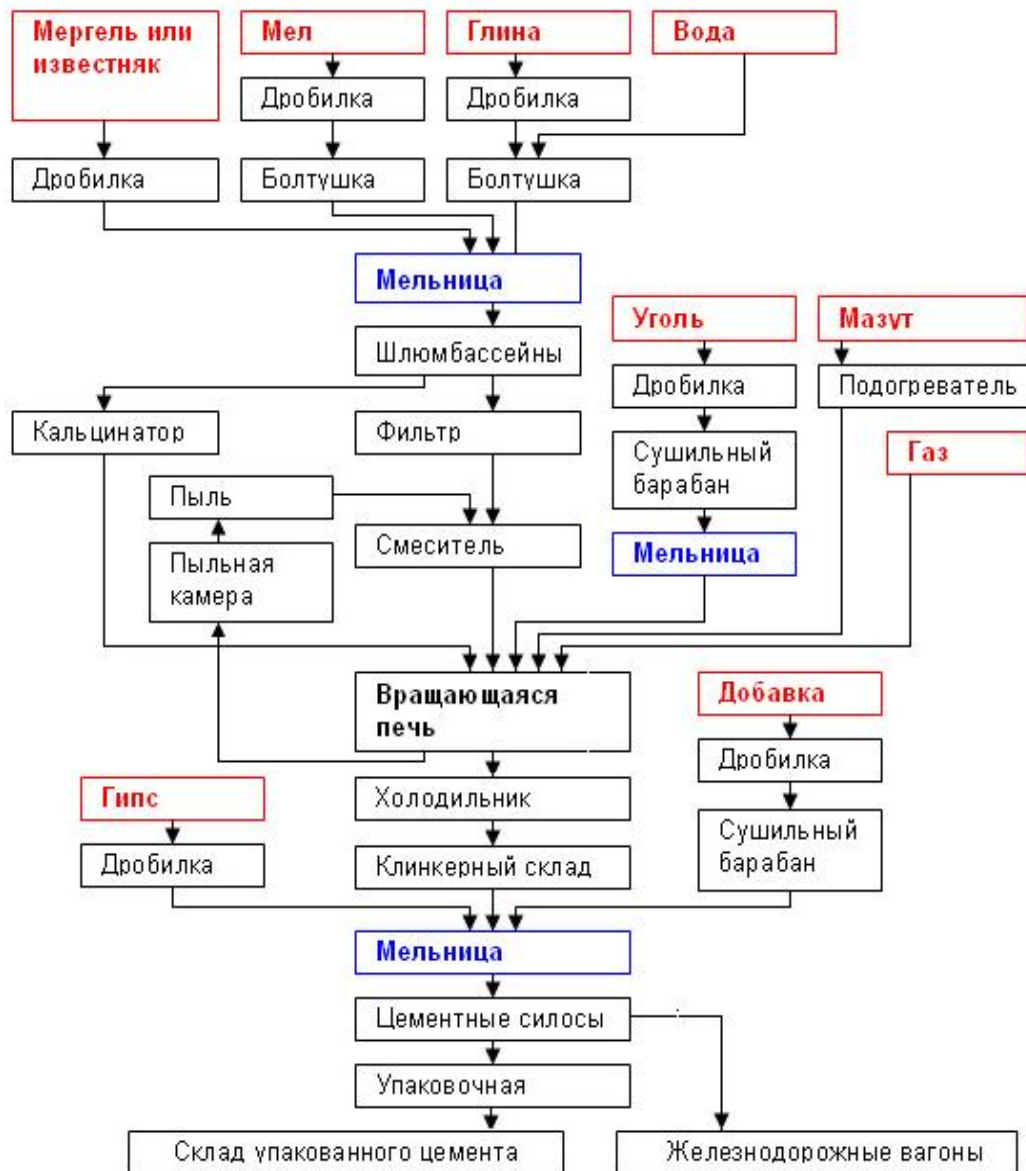 Мергель или
известняк
Мел
Глина
Вода
Дробилка
Дробилка
Дробилка
Болтушка
Болтушка
Мельница
Шлюмбассейны
Уголь
Мазут
Дробилка
Подогреватель
Кальцинатор
Фильтр
Сушильный
барабан
Газ
Пыль
Смеситель
Мельница
Пыльная
камера
Вращающаяся
печь
Добавка
Дробилка
Гипс
Холодильник
Сушильный
барабан
Дробилка
Клинкерный склад
Мельница
Цементные силосы
Упаковочная
Склад упакованного цемента
Железнодорожные вагоны